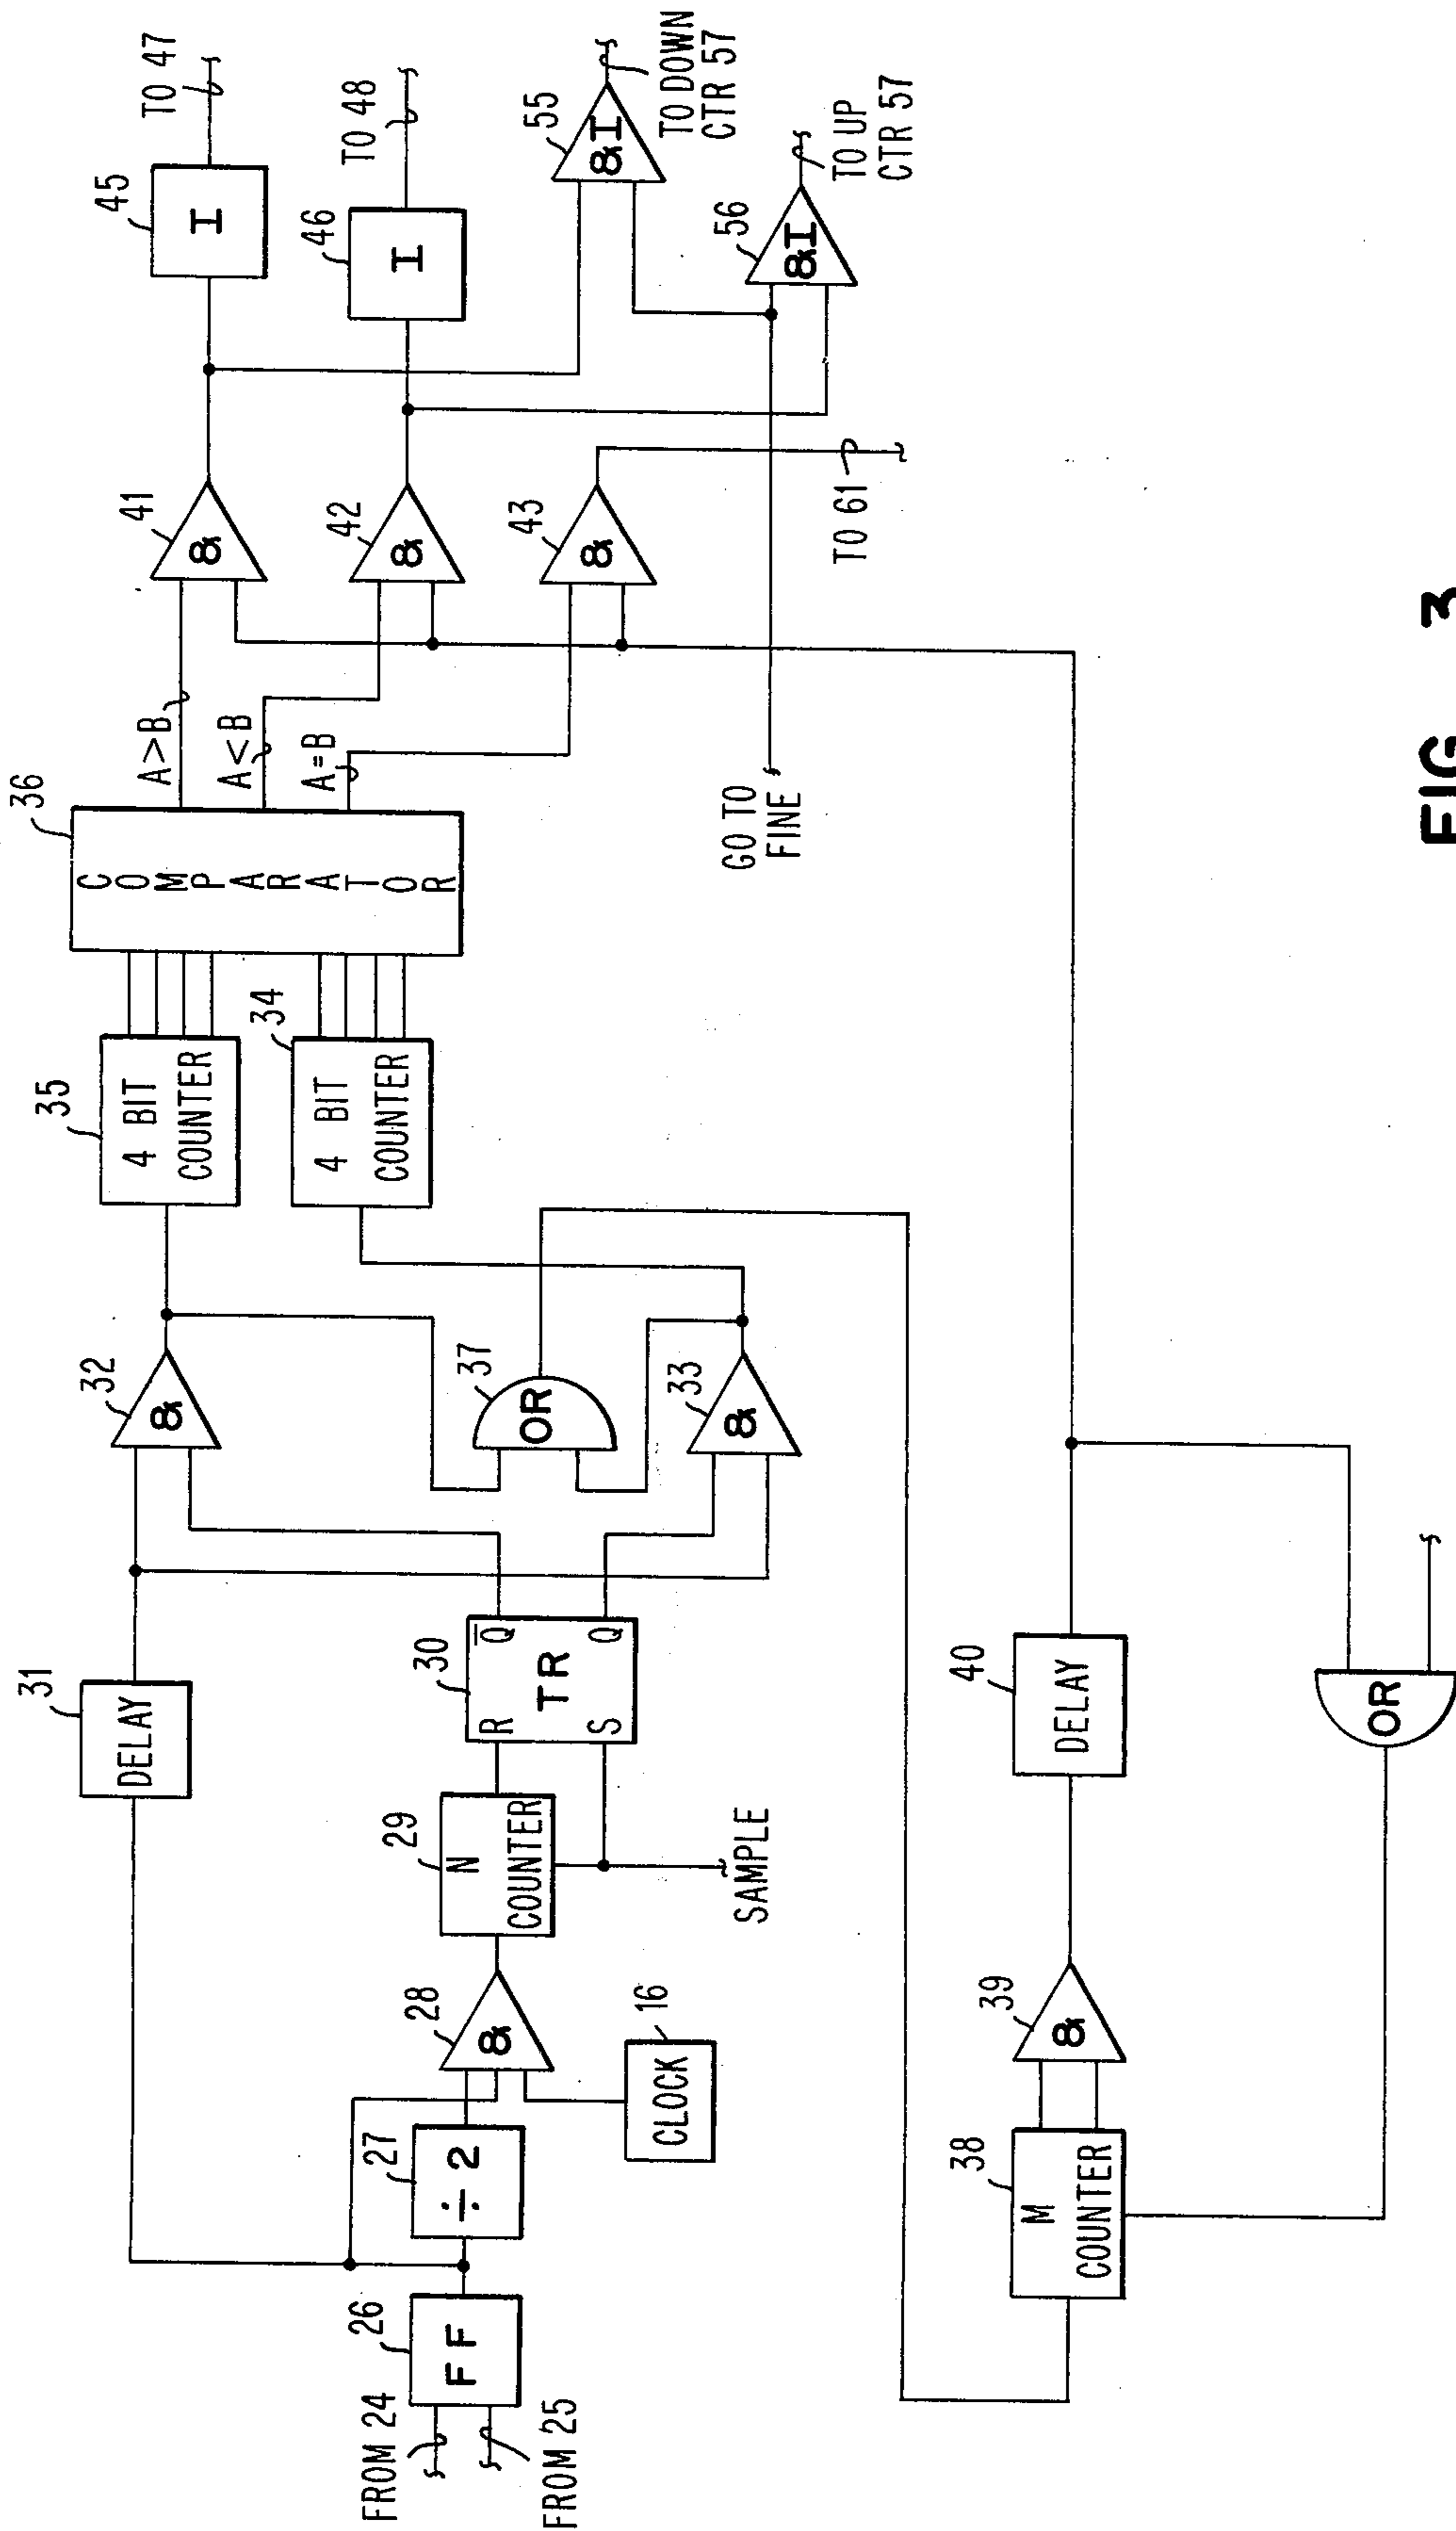 FROM 24
FROM 25
26
FF
27
÷2
28
&
16
CLOCK
29
N
COUNTER
SAMPLE
30
R
S
TR
Q̅
Q
31
DELAY
32
&
37
OR
33
&
35
4 BIT
COUNTER
34
4 BIT
COUNTER
36
COMPARATOR
A>B
A<B
A=B
41
&
42
&
43
&
TO 61
GO TO
FINE
45
I
TO 47
46
I
TO 48
55
&I
TO DOWN
CTR 57
56
&I
TO UP
CTR 57
38
M
COUNTER
39
&
40
DELAY
OR
FIG. 3